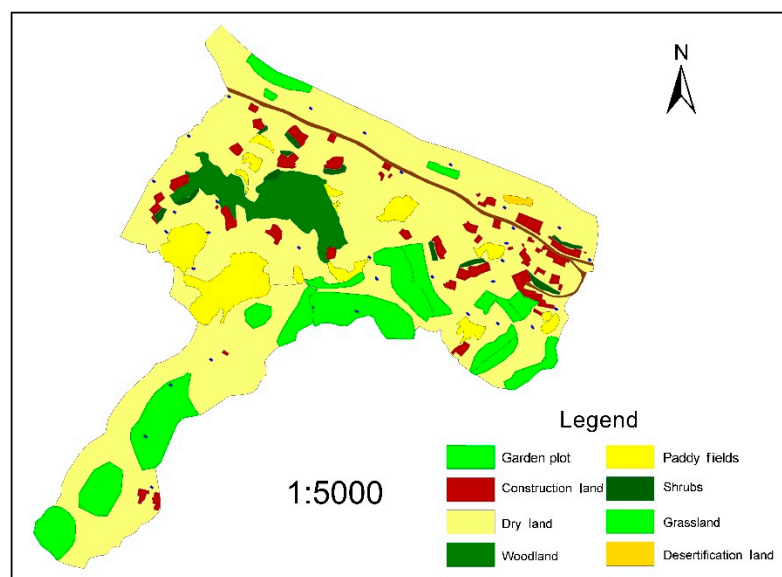 N
Legend
Garden plot
Paddy fields
Construction land
Shrubs
1:5000
Dry land
Grassland
Woodland
Desertification land